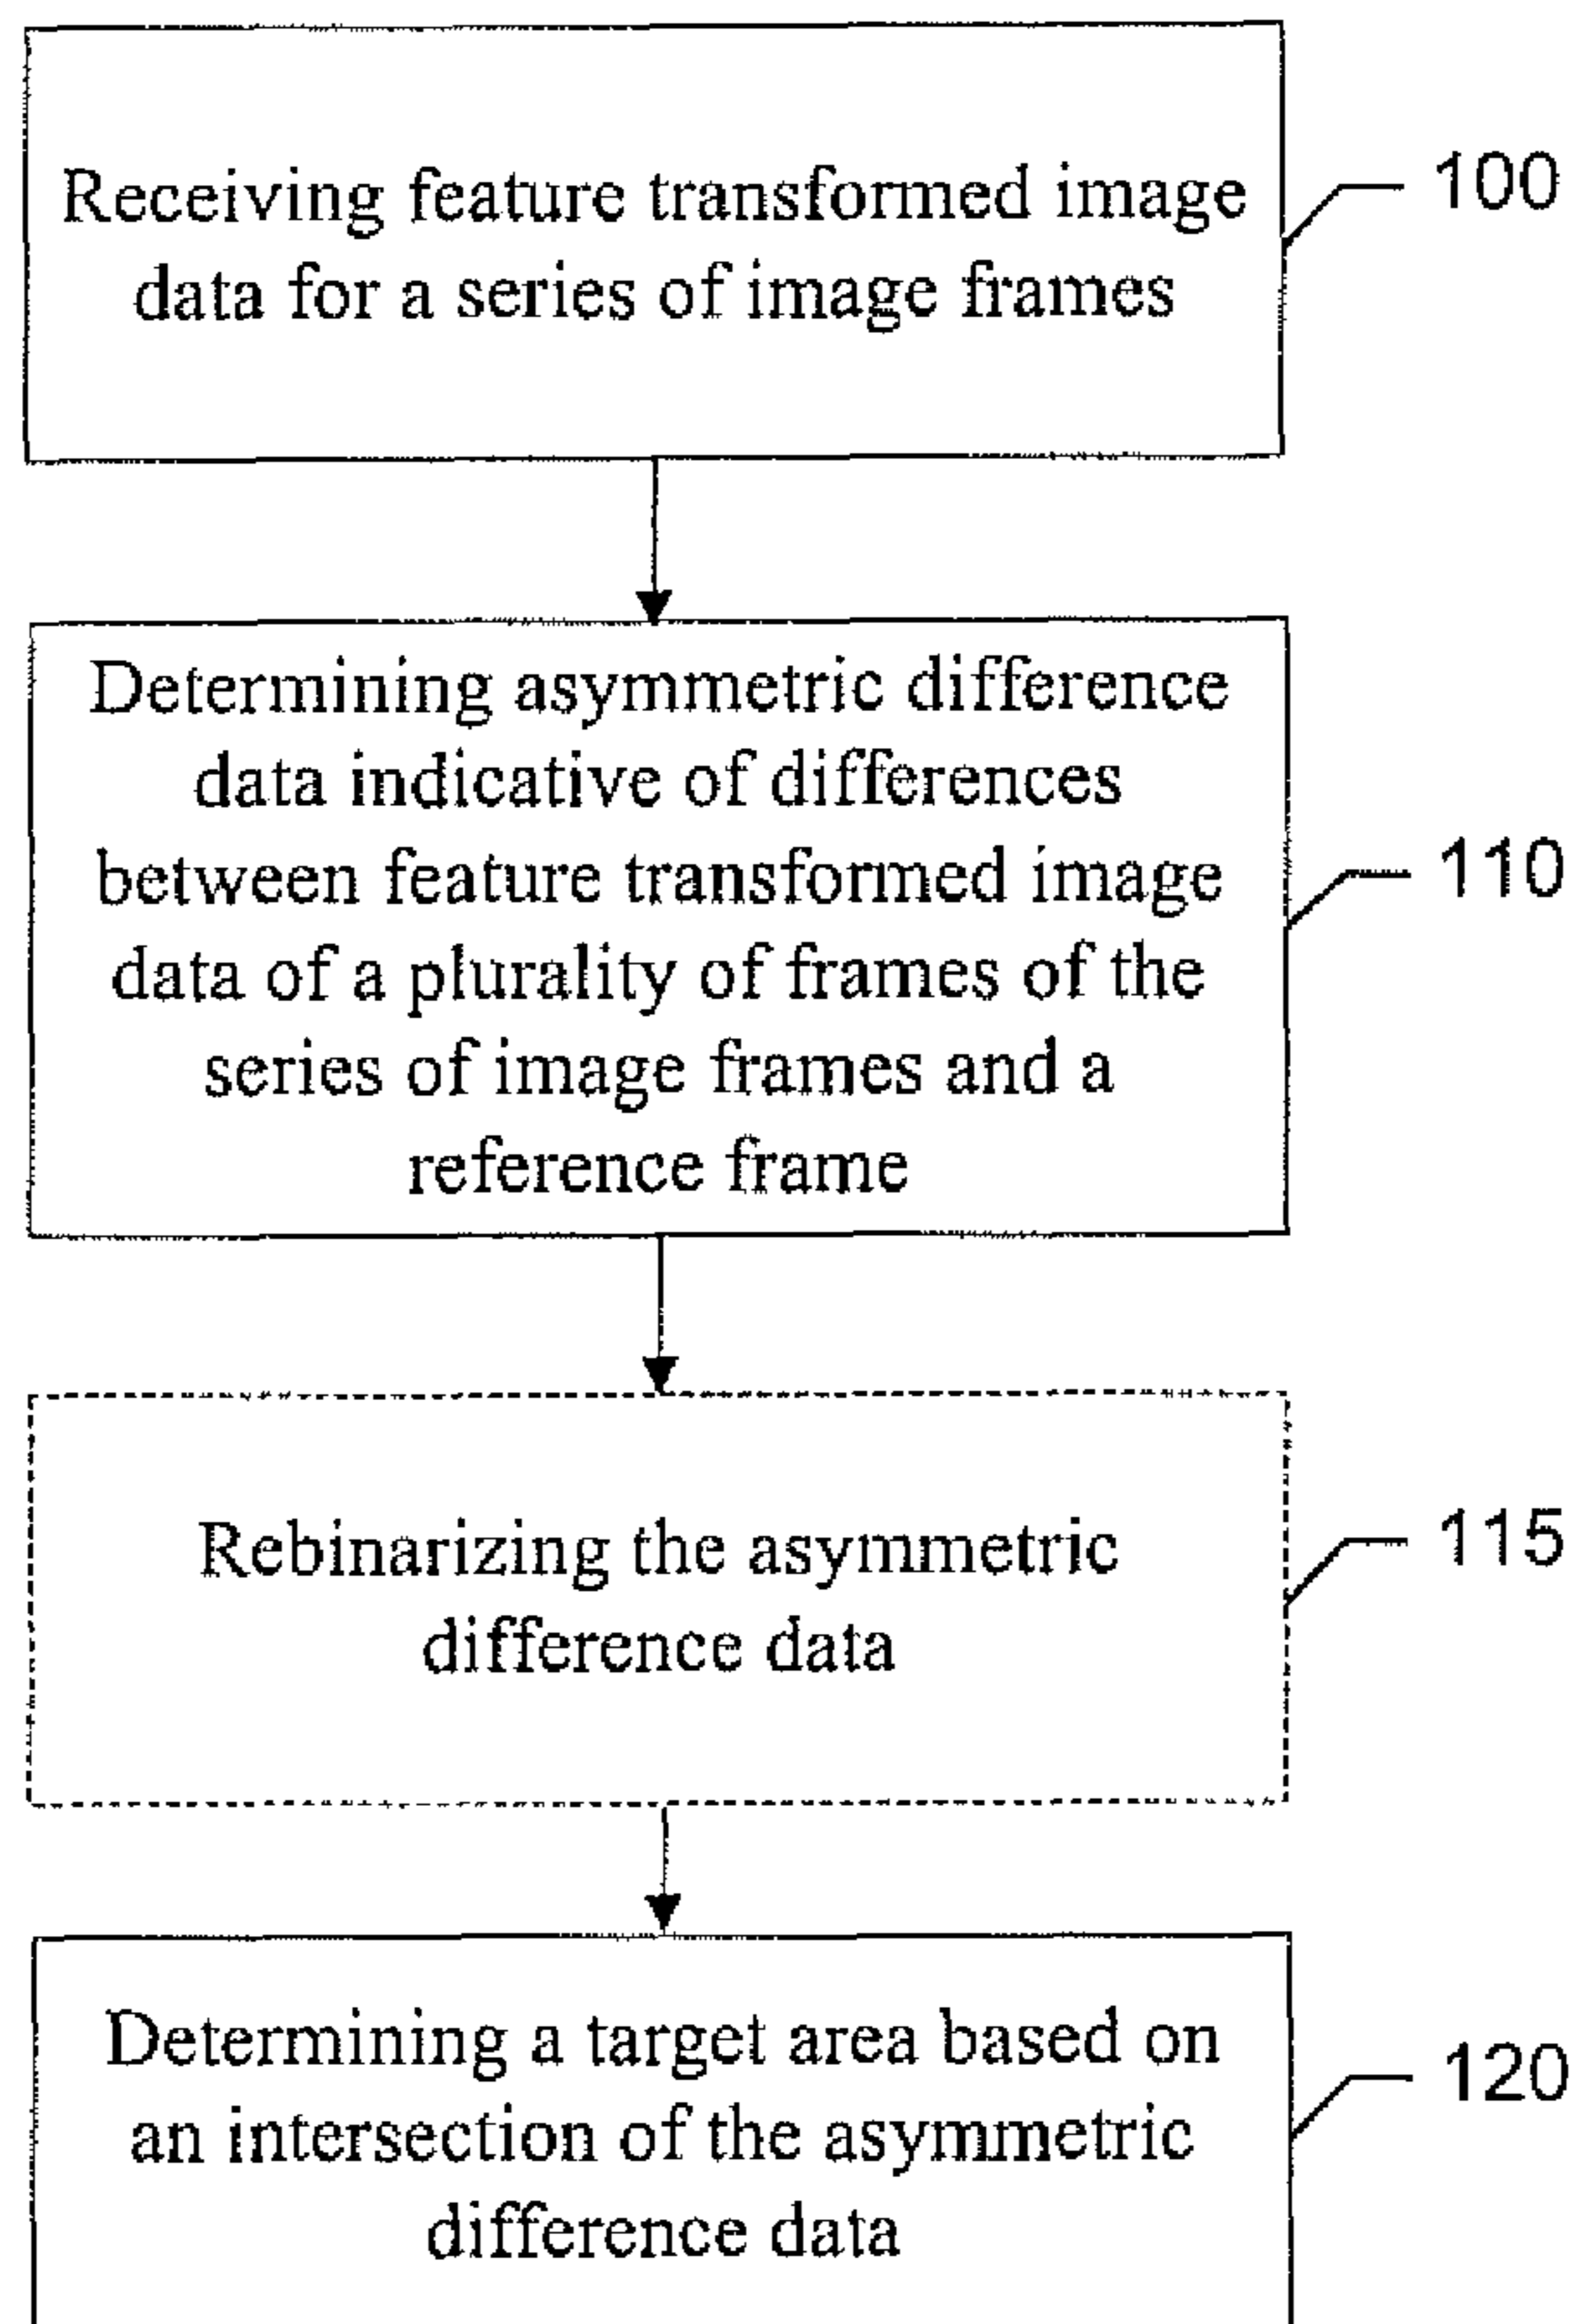 Receiving feature transformed image
data for a series of image frames
100
Determining asymmetric difference
data indicative of differences
between feature transformed image
data of a plurality of frames of the
series of image frames and a
reference frame
110
Rebinarizing the asymmetric
difference data
115
Determining a target area based on
an intersection of the asymmetric
difference data
120